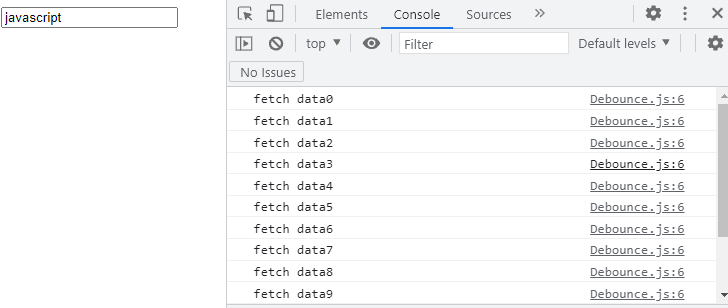 javascript
Elements Console Sources »
top ▼ Filter Default levels ▼
No Issues
fetch data0 Debounce.js:6
fetch data1 Debounce.js:6
fetch data2 Debounce.js:6
fetch data3 Debounce.js:6
fetch data4 Debounce.js:6
fetch data5 Debounce.js:6
fetch data6 Debounce.js:6
fetch data7 Debounce.js:6
fetch data8 Debounce.js:6
fetch data9 Debounce.js:6